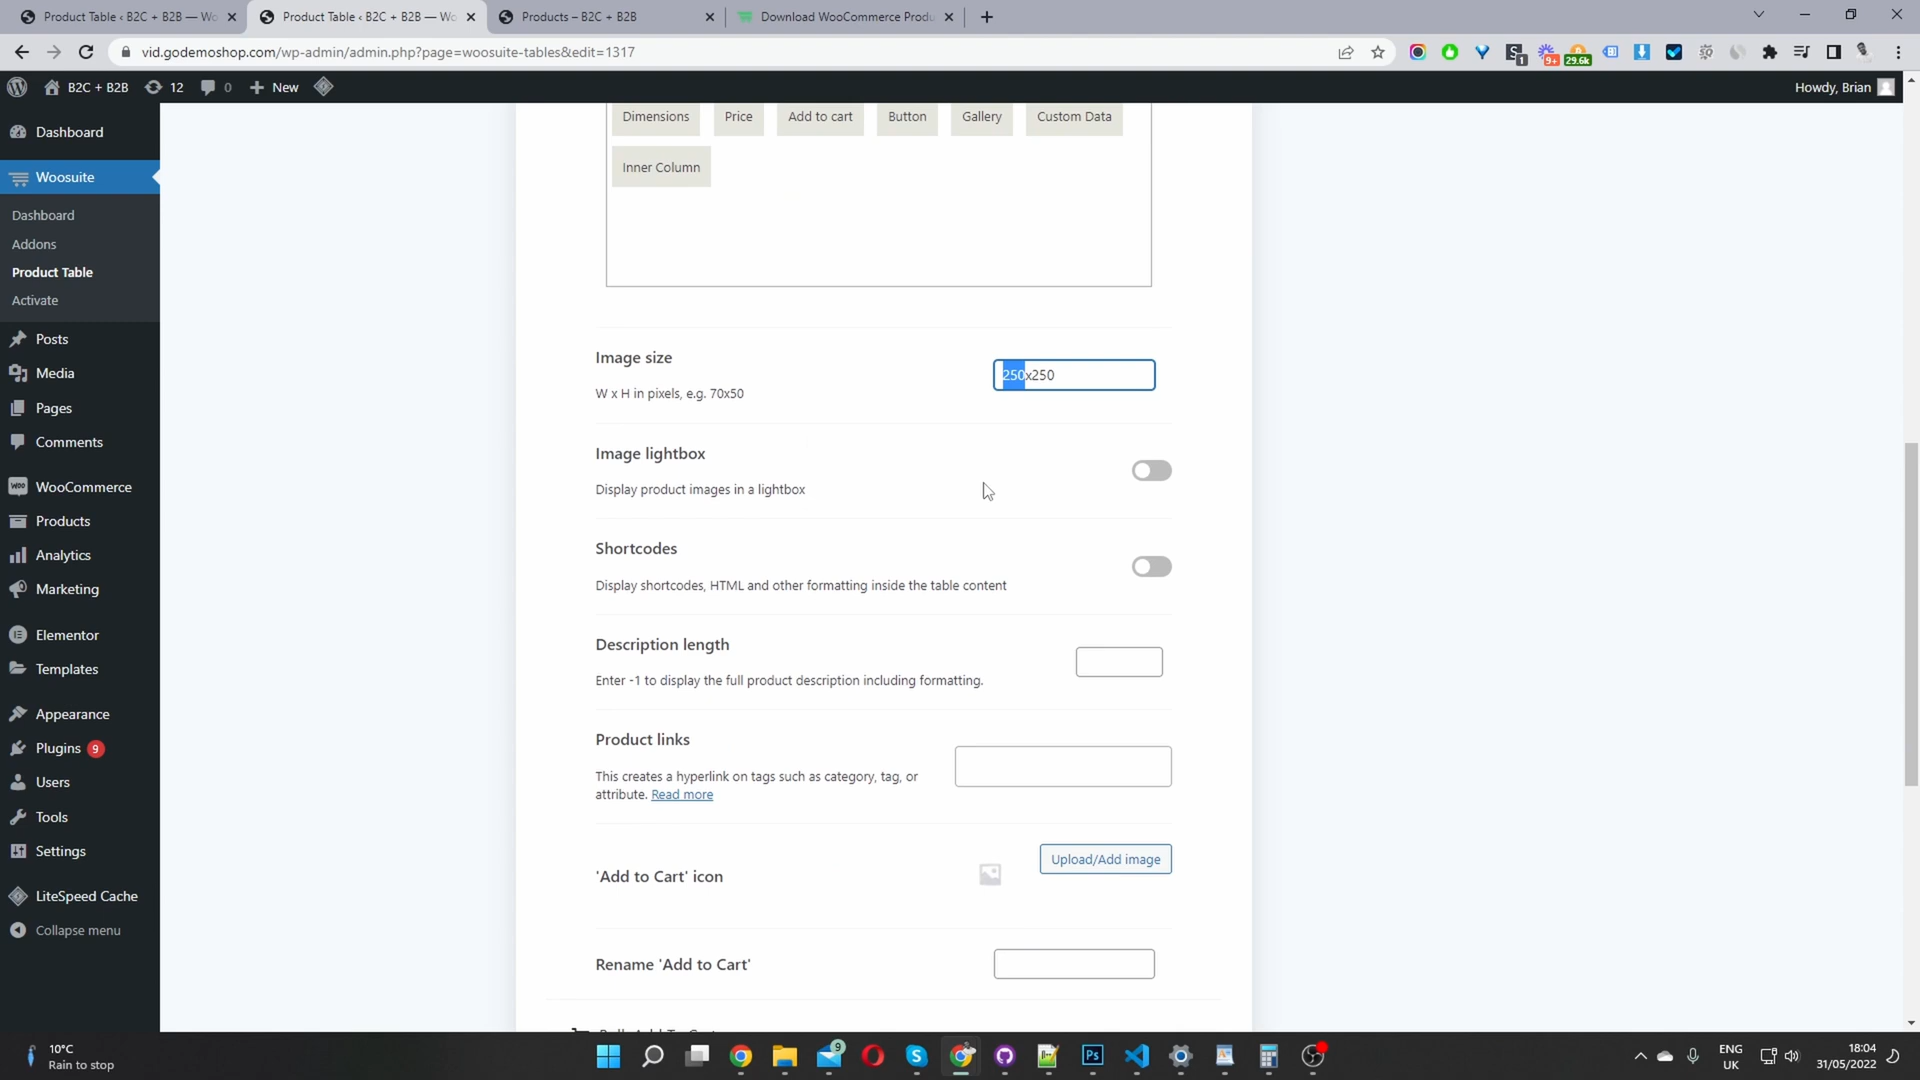 Product Table ‹ B2C + B2B — Wo
Product Table ‹ B2C + B2B — Wo
Products – B2C + B2B
Download WooCommerce Produ
vid.godemoshop.com/wp-admin/admin.php?page=woosuite-tables&edit=1317
1
9+
29.6k
B2C + B2B
12
0
New
Howdy, Brian
Dashboard
Woosuite
Dashboard
Addons
Product Table
Activate
Posts
Media
Pages
Comments
WooCommerce
Products
Analytics
Marketing
Elementor
Templates
Appearance
Plugins 9
Users
Tools
Settings
LiteSpeed Cache
Collapse menu
Dimensions
Price
Add to cart
Button
Gallery
Custom Data
Inner Column
Image size
250x250
W x H in pixels, e.g. 70x50
Image lightbox
Display product images in a lightbox
Shortcodes
Display shortcodes, HTML and other formatting inside the table content
Description length
Enter -1 to display the full product description including formatting.
Product links
This creates a hyperlink on tags such as category, tag, or
attribute. Read more
'Add to Cart' icon
Upload/Add image
Rename 'Add to Cart'
10°C
Rain to stop
9
Ps
ENG
UK
18:04
31/05/2022